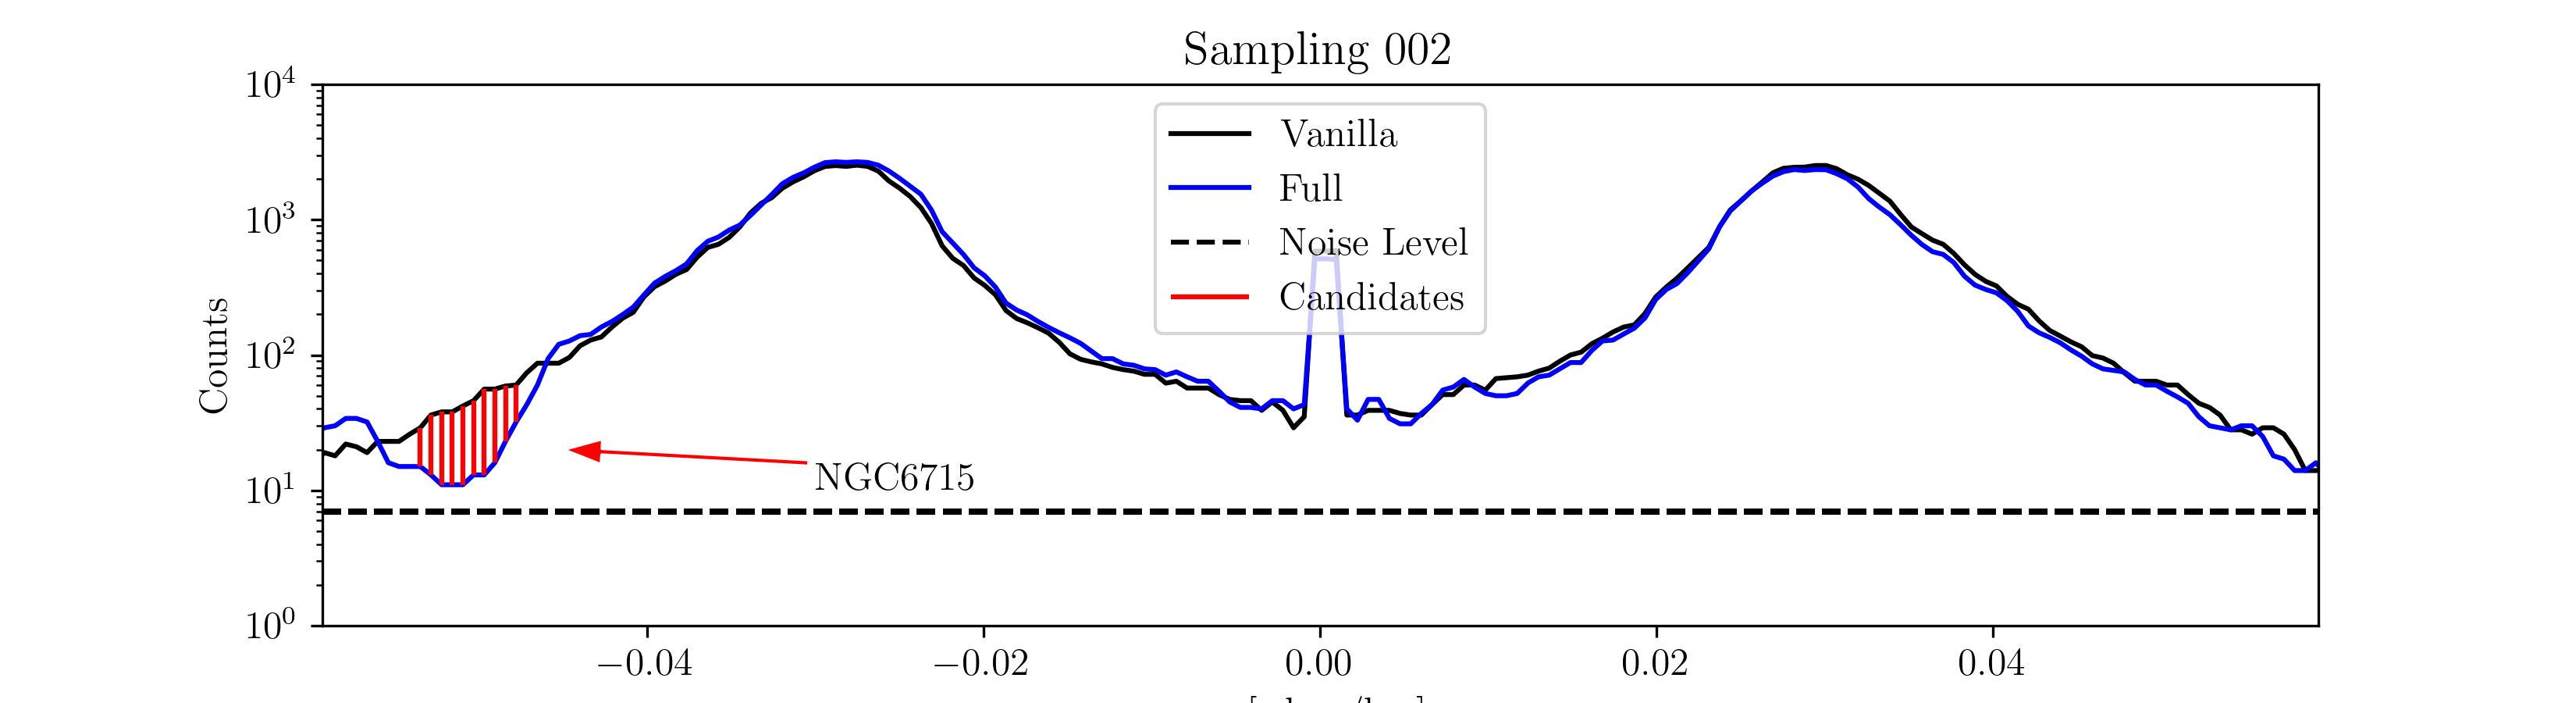 Sampling 002
10^4
10^3
10^2
10^1
10^0
Counts
Vanilla
Full
Noise Level
Candidates
NGC6715
−0.04 −0.02 0.00 0.02 0.04